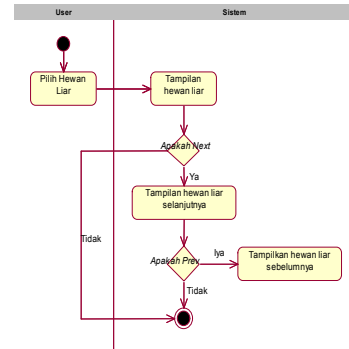 User
Sistem
Pilih Hewan
Liar
Tampilan
hewan liar
Apakah Next
Ya
Tampilan hewan liar
selanjutnya
Tidak
Apakah Prev
Iya
Tampilkan hewan liar
sebelumnya
Tidak